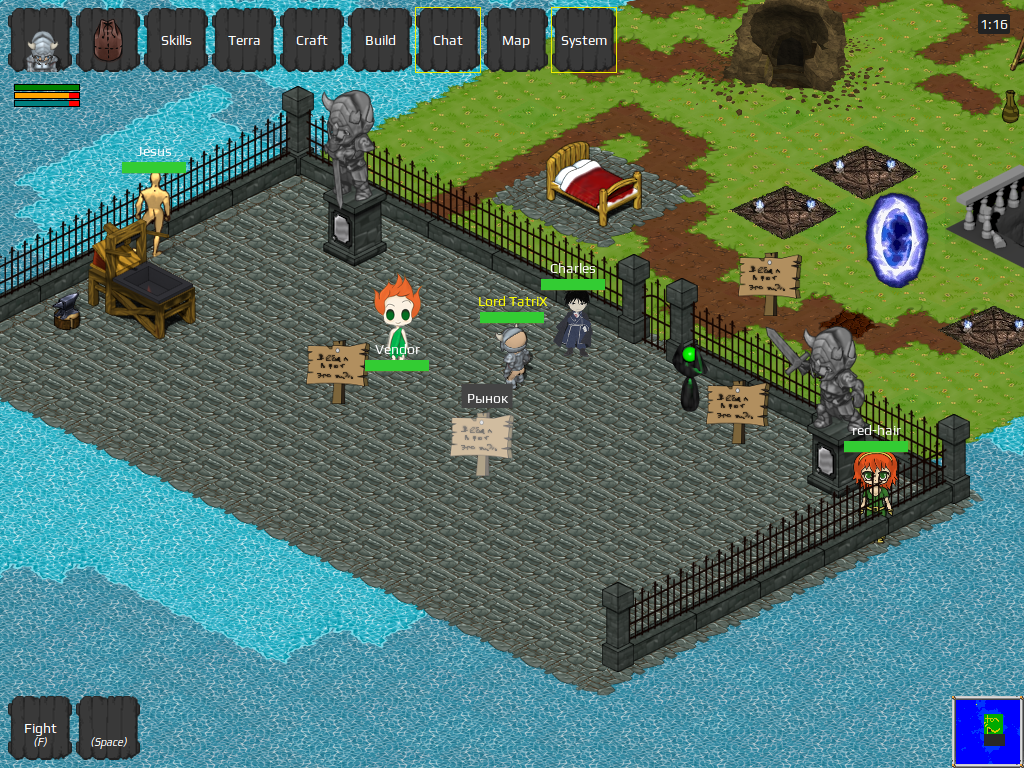 Skills
Terra
Craft
Build
Chat
Map
System
1:16
Jesus
Charles
Lord TatriX
Vendor
Рынок
red-hair
Fight
(F)
(Space)